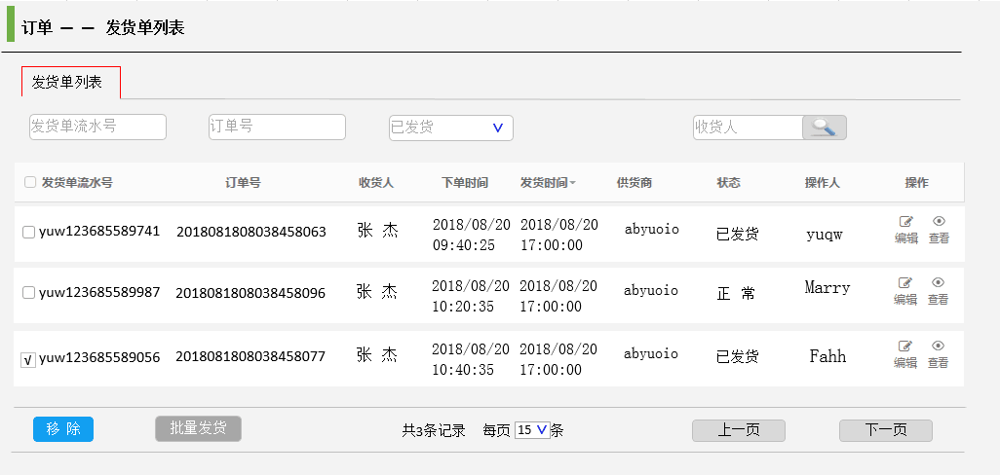 订单 — — 发货单列表
发货单列表
发货单流水号 订单号 已发货 收货人
发货单流水号 订单号 收货人 下单时间 发货时间 供货商 状态 操作人 操作
yuw123685589741 2018081808038458063 张 杰 2018/08/20 09:40:25 2018/08/20 17:00:00 abyuoio 已发货 yuqw 编辑 查看
yuw123685589987 2018081808038458096 张 杰 2018/08/20 10:20:35 2018/08/20 17:00:00 abyuoio 正 常 Marry 编辑 查看
√ yuw123685589056 2018081808038458077 张 杰 2018/08/20 10:40:35 2018/08/20 17:00:00 abyuoio 已发货 Fahh 编辑 查看
移 除 批量发货 共3条记录 每页 15 条 上一页 下一页